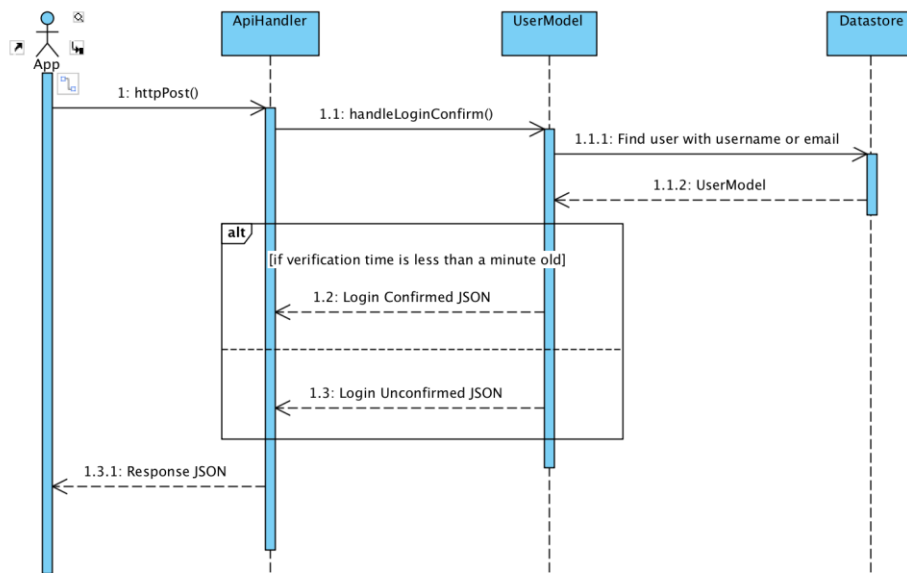 ApiHandler
UserModel
Datastore
App
1: httpPost()
1.1: handleLoginConfirm()
1.1.1: Find user with username or email
1.1.2: UserModel
alt
[if verification time is less than a minute old]
1.2: Login Confirmed JSON
1.3: Login Unconfirmed JSON
1.3.1: Response JSON